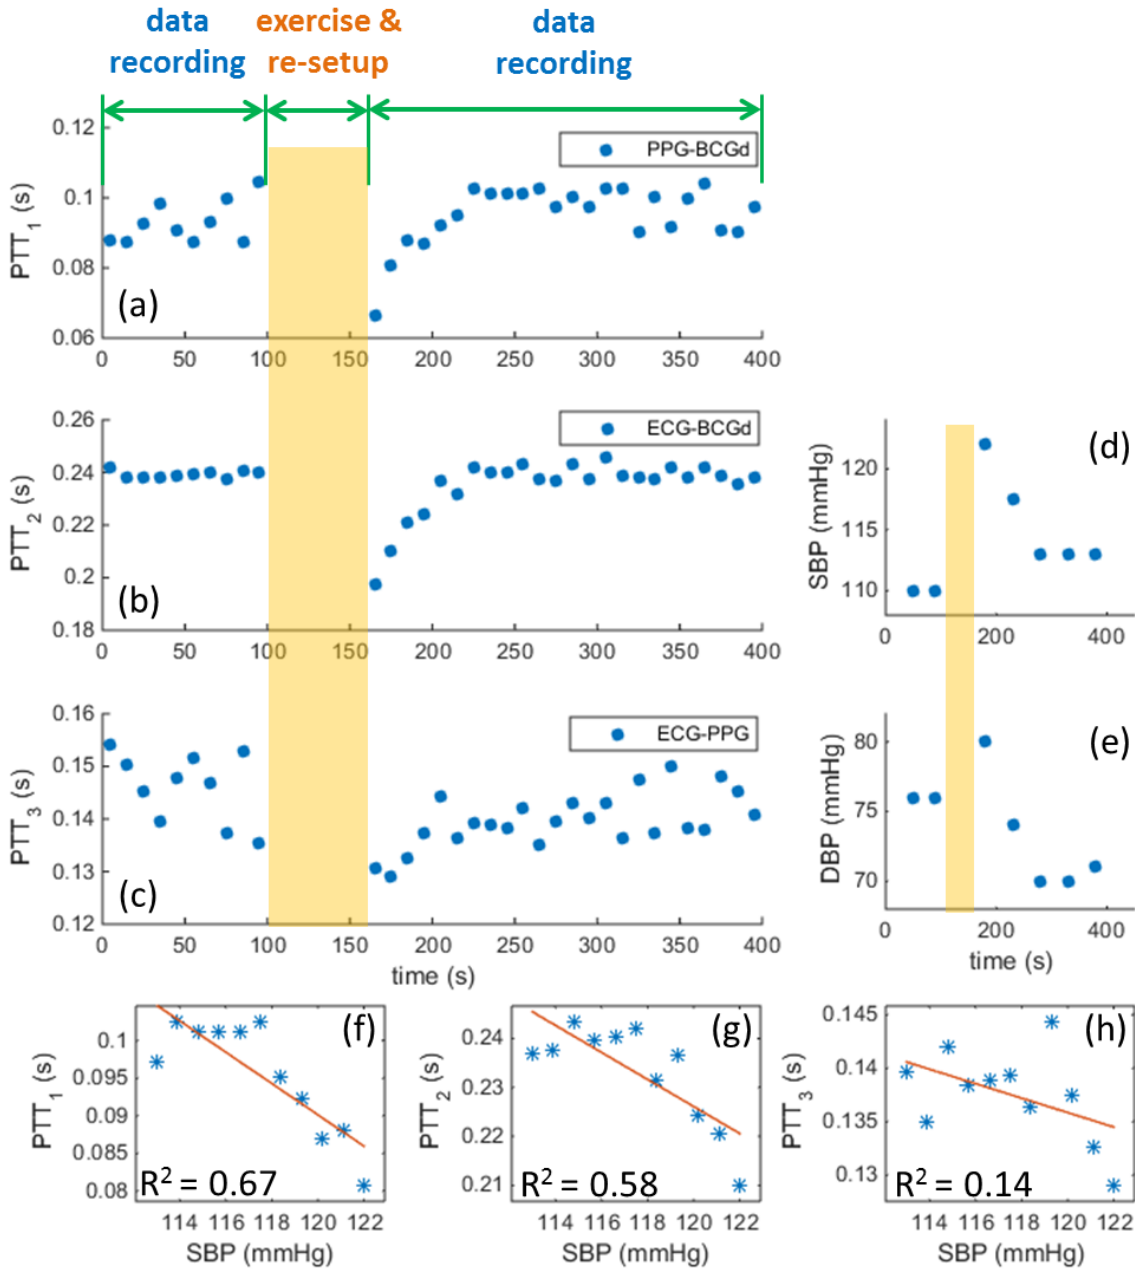 data
recording
exercise &
re-setup
data
recording
0.12
0.1
0.08
0.06
PTT1 (s)
PPG-BCGd
(a)
0 50 100 150 200 250 300 350 400
0.26
0.24
0.22
0.2
0.18
PTT2 (s)
ECG-BCGd
(b)
0 50 100 150 200 250 300 350 400
0.16
0.15
0.14
0.13
0.12
PTT3 (s)
ECG-PPG
(c)
0 50 100 150 200 250 300 350 400
time (s)
120
115
110
SBP (mmHg)
(d)
0 200 400
80
75
70
DBP (mmHg)
(e)
0 200 400
time (s)
0.1
0.095
0.09
0.085
0.08
PTT1 (s)
(f)
R2 = 0.67
114 116 118 120 122
SBP (mmHg)
0.24
0.23
0.22
0.21
PTT2 (s)
(g)
R2 = 0.58
114 116 118 120 122
SBP (mmHg)
0.145
0.14
0.135
0.13
PTT3 (s)
(h)
R2 = 0.14
114 116 118 120 122
SBP (mmHg)